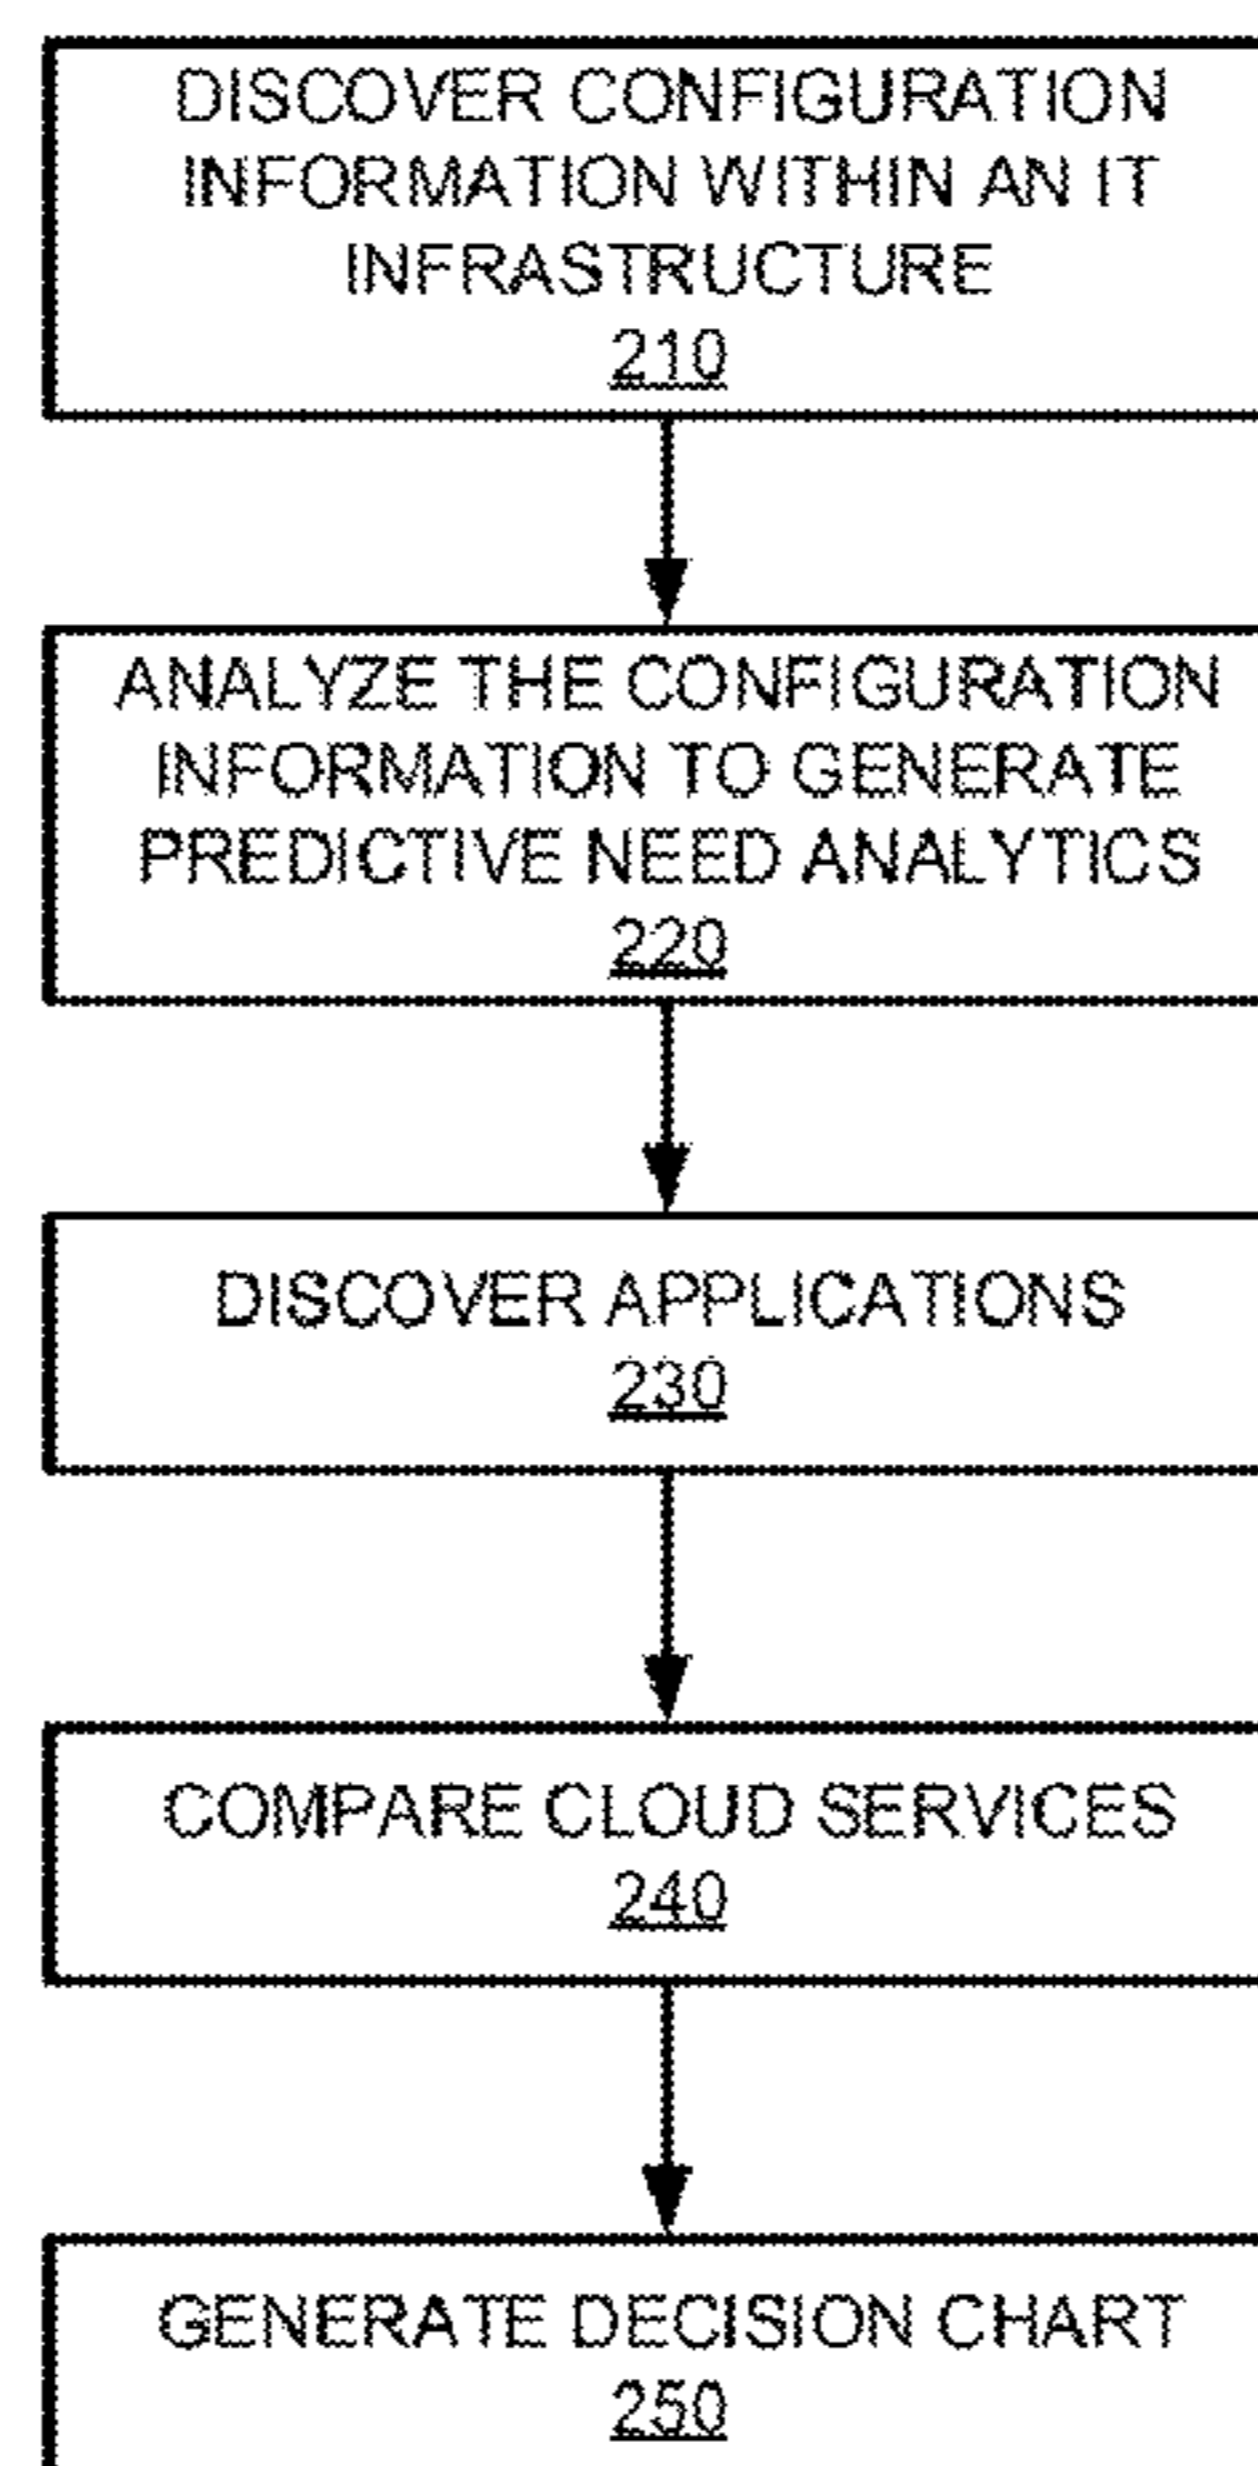 DISCOVER CONFIGURATION
INFORMATION WITHIN AN IT
INFRASTRUCTURE
210
ANALYZE THE CONFIGURATION
INFORMATION TO GENERATE
PREDICTIVE NEED ANALYTICS
220
DISCOVER APPLICATIONS
230
COMPARE CLOUD SERVICES
240
GENERATE DECISION CHART
250